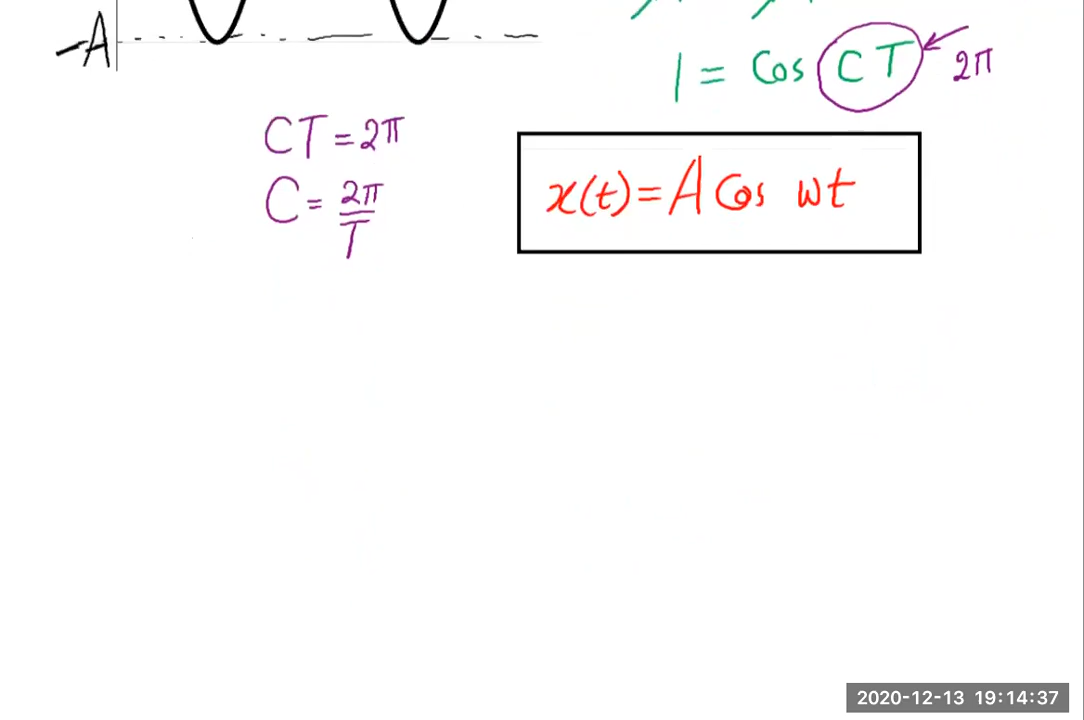 -A
1 = Cos CT
2π
CT = 2π
C = 2π/T
x(t) = A Cos ωt
2020-12-13 19:14:37